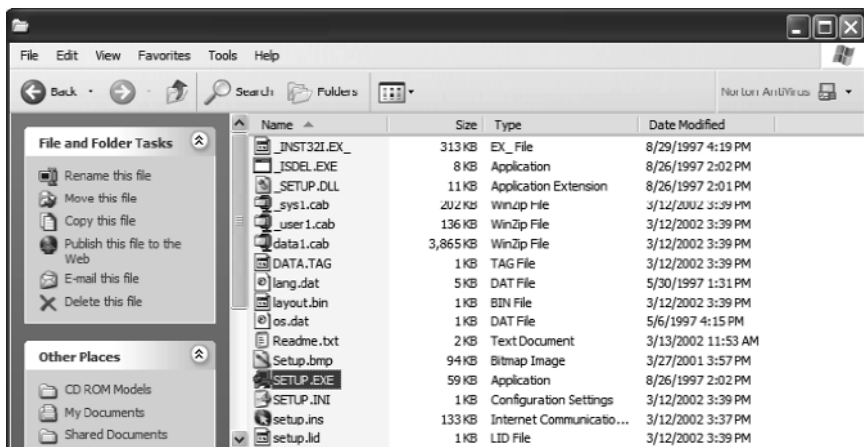 File Edit View Favorites Tools Help
Back Search Folders Norton AntiVirus
Name Size Type Date Modified
File and Folder Tasks
Rename this file
Move this file
Copy this file
Publish this file to the
Web
E-mail this file
Delete this file
Other Places
CD ROM Models
My Documents
Shared Documents
_INST32I.EX_ 313 KB EX_ File 8/29/1997 4:19 PM
_ISDEL.EXE 8 KB Application 8/26/1997 2:02 PM
_SETUP.DLL 11 KB Application Extension 8/26/1997 2:01 PM
_sys1.cab 202 KB WinZip File 3/12/2002 3:39 PM
_user1.cab 136 KB WinZip File 3/12/2002 3:39 PM
data1.cab 3,865 KB WinZip File 3/12/2002 3:39 PM
DATA.TAG 1 KB TAG File 3/12/2002 3:39 PM
lang.dat 5 KB DAT File 5/30/1997 1:31 PM
layout.bin 1 KB BIN File 3/12/2002 3:39 PM
os.dat 1 KB DAT File 5/6/1997 4:15 PM
Readme.txt 2 KB Text Document 3/13/2002 11:53 AM
Setup.bmp 94 KB Bitmap Image 3/27/2001 3:57 PM
SETUP.EXE 59 KB Application 8/26/1997 2:02 PM
SETUP.INI 1 KB Configuration Settings 3/12/2002 3:39 PM
setup.ins 133 KB Internet Communicatio... 3/12/2002 3:37 PM
setup.lid 1 KB LID File 3/12/2002 3:39 PM